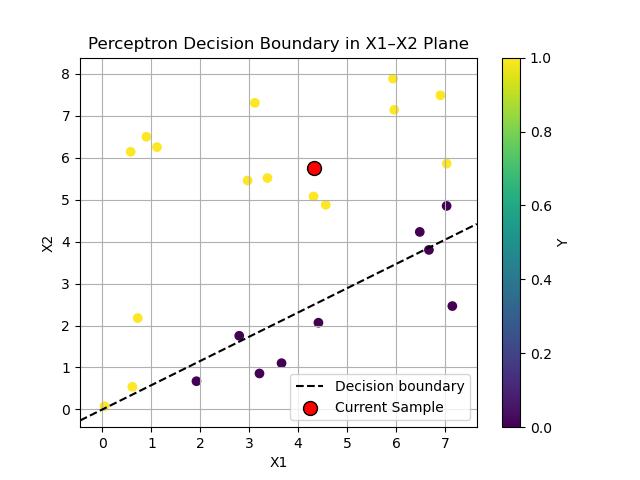 Perceptron Decision Boundary in X1–X2 Plane
8
7
6
5
4
3
2
1
0
X2
0 1 2 3 4 5 6 7
X1
Decision boundary
Current Sample
1.0
0.8
0.6
0.4
0.2
0.0
Y